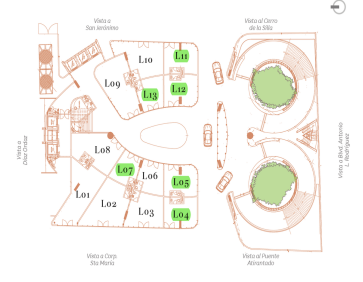 Vista a
San Jerónimo
Vista al Cerro
de la Silla
L10
L11
L09
L12
L13
Vista a
Díaz Ordaz
Vista a Blvd. Antonio
L. Rodríguez
L08
L07
L06
L05
L01
L02
L03
L04
Vista a Corp.
Sta María
Vista al Puente
Atirantado